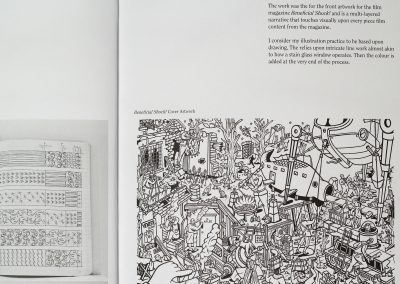 The work was the for the front artwork for the film
magazine Beneficial Shock! and is a multi-layered
narrative that touches visually upon every piece film
content from the magazine.
I consider my illustration practice to be based upon
drawing, The relies upon intricate line work almost akin
to how a stain glass window operates. Then the colour is
added at the very end of the process.
Beneficial Shock! Cover Artwork